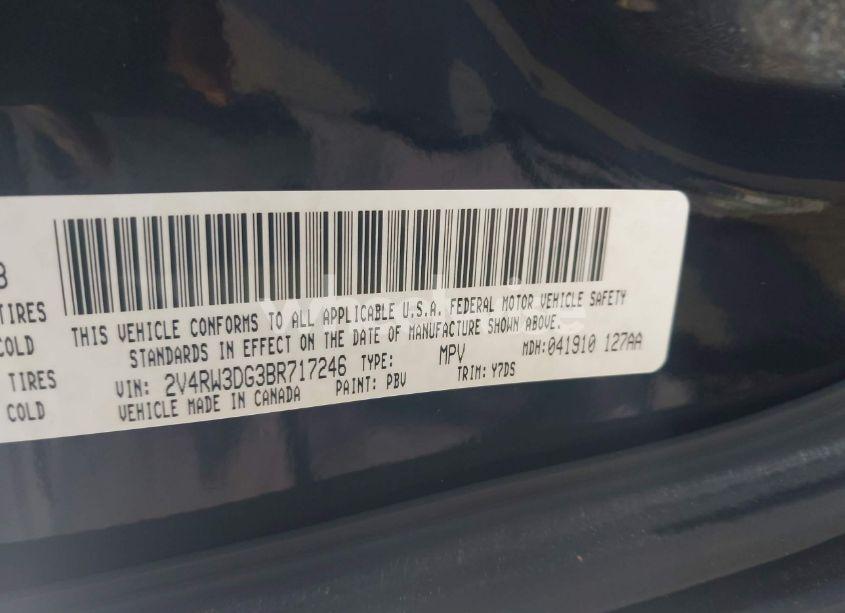 8
TIRES
COLD
TIRES
COLD
THIS VEHICLE CONFORMS TO ALL APPLICABLE U.S.A. FEDERAL MOTOR VEHICLE SAFETY
STANDARDS IN EFFECT ON THE DATE OF MANUFACTURE SHOWN ABOVE.
VIN: 2V4RW3DG3BR717246 TYPE: MPV MDH:041910 127AA
VEHICLE MADE IN CANADA PAINT: PBV TRIM: Y7DS